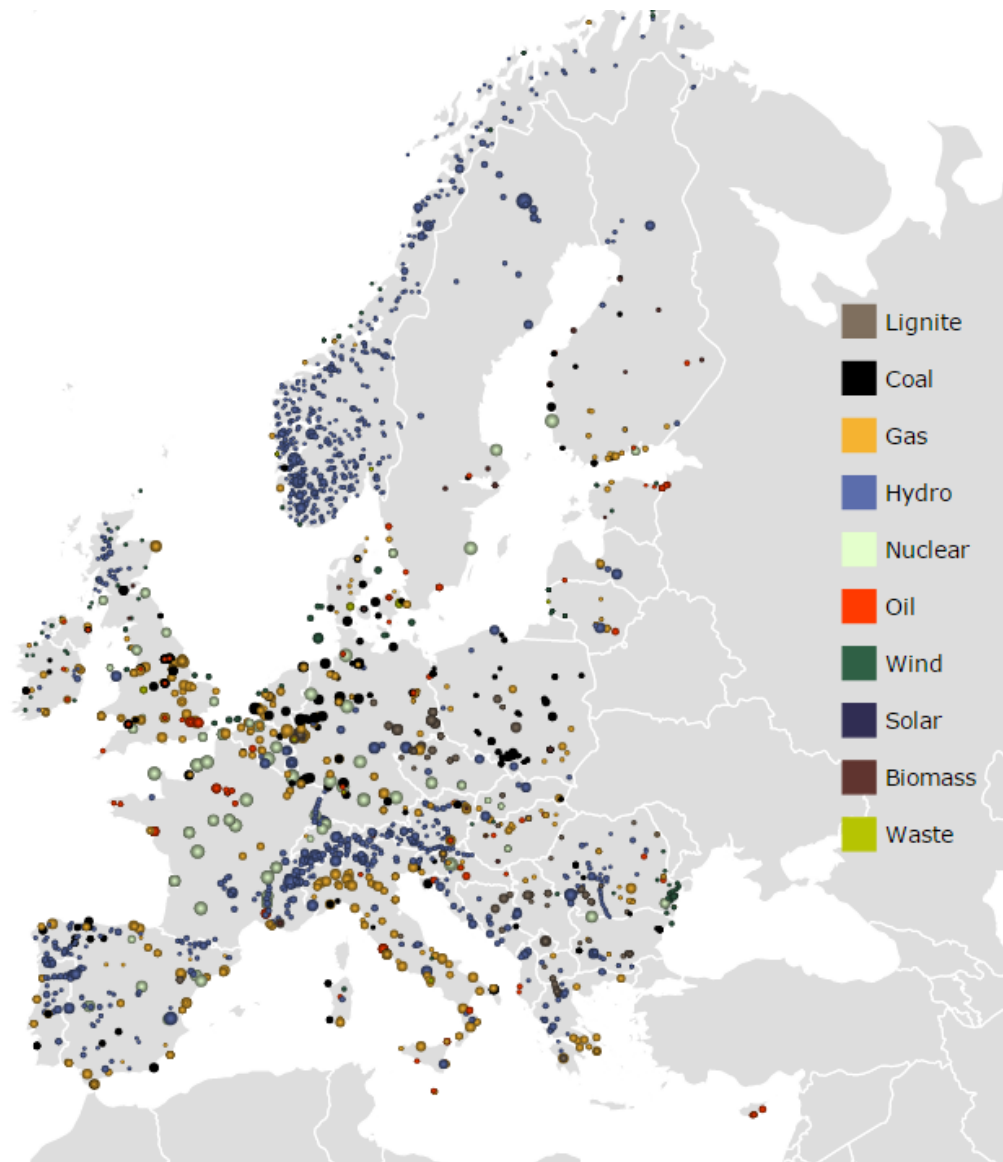 Lignite
Coal
Gas
Hydro
Nuclear
Oil
Wind
Solar
Biomass
Waste